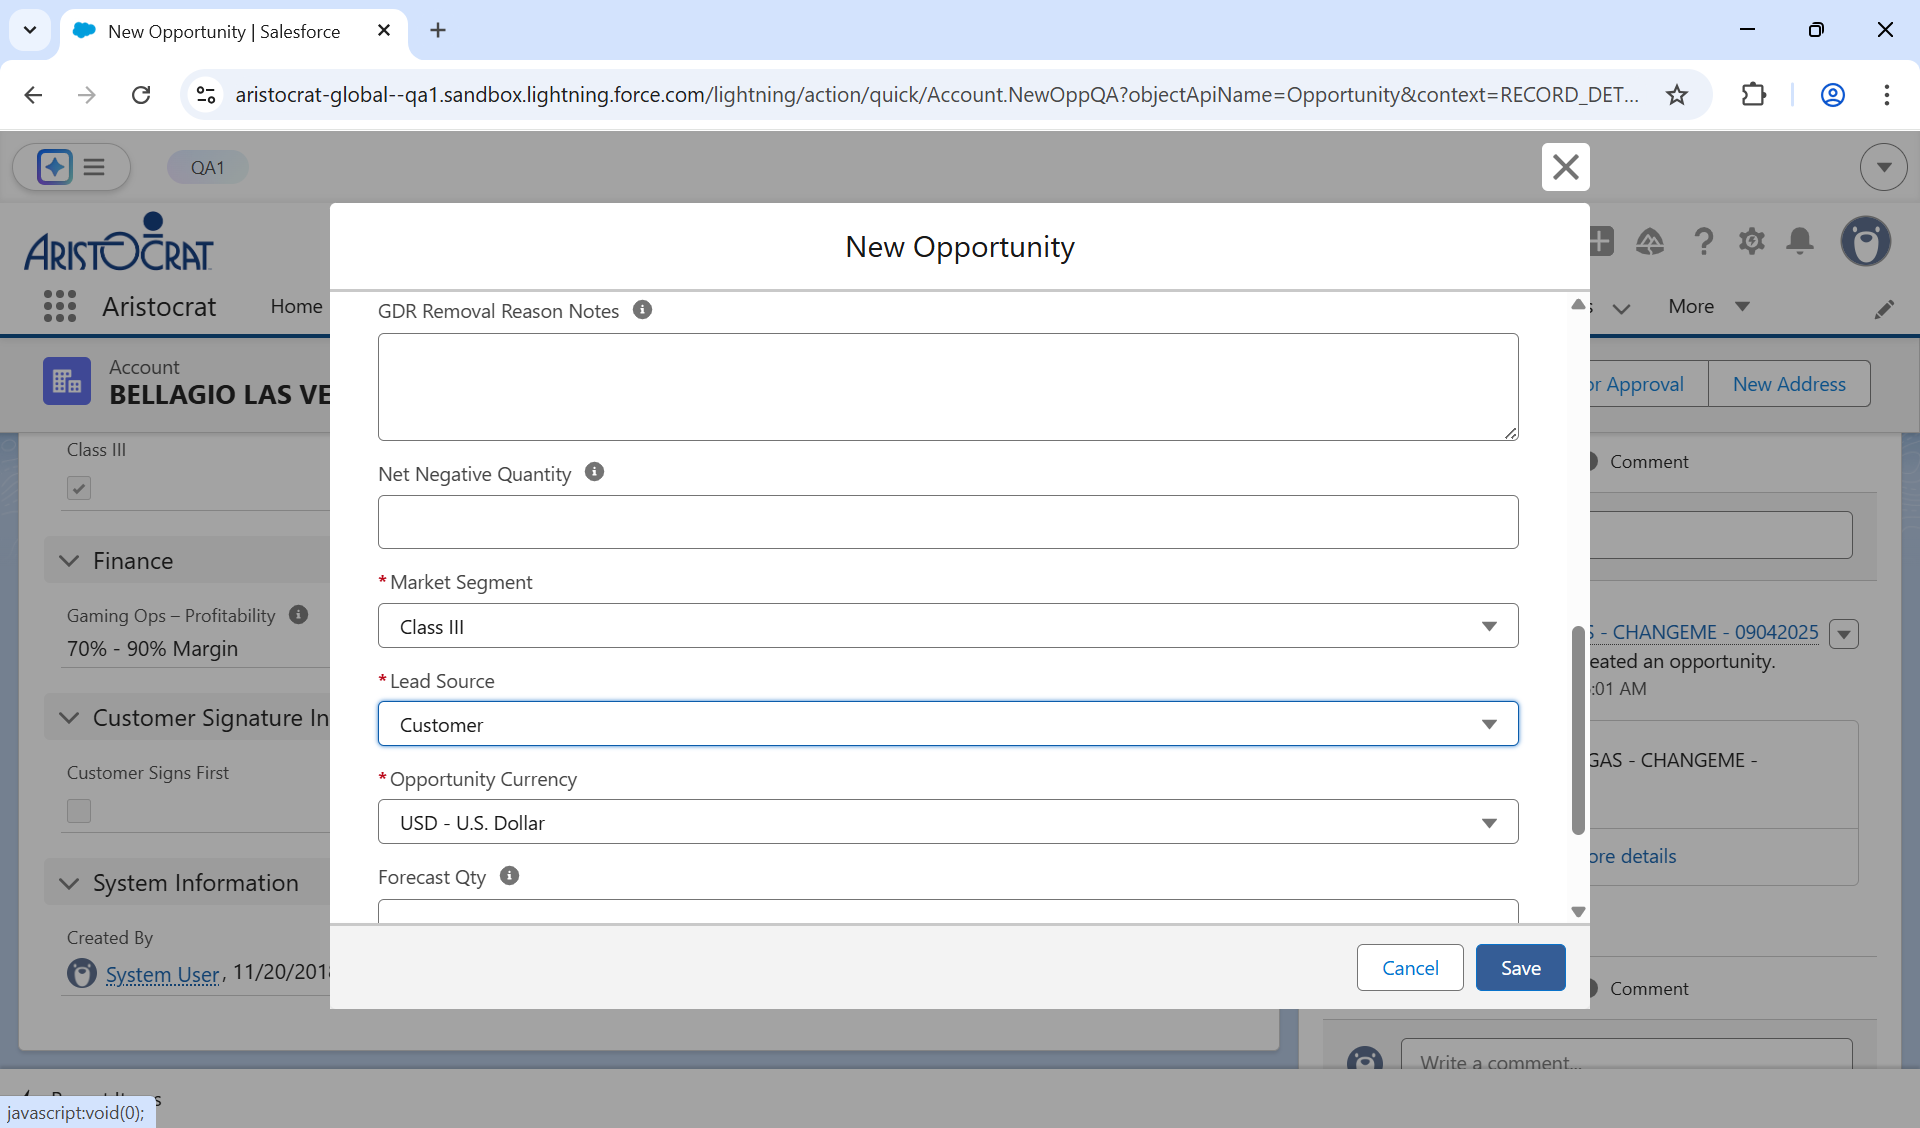 New Opportunity | Salesforce
aristocrat-global--qa1.sandbox.lightning.force.com/lightning/action/quick/Account.NewOppQA?objectApiName=Opportunity&context=RECORD_DET...
QA1
ARISTOCRAT
New Opportunity
Aristocrat
Home
More
Account
BELLAGIO LAS VE
or Approval
New Address
Class III
Finance
Gaming Ops – Profitability
70% - 90% Margin
Customer Signature In
Customer Signs First
System Information
Created By
System User, 11/20/2018
GDR Removal Reason Notes
Net Negative Quantity
*Market Segment
Class III
*Lead Source
Customer
*Opportunity Currency
USD - U.S. Dollar
Forecast Qty
Cancel
Save
Comment
S - CHANGEME - 09042025
eated an opportunity.
:01 AM
GAS - CHANGEME -
ore details
Comment
Write a comment...
javascript:void(0);